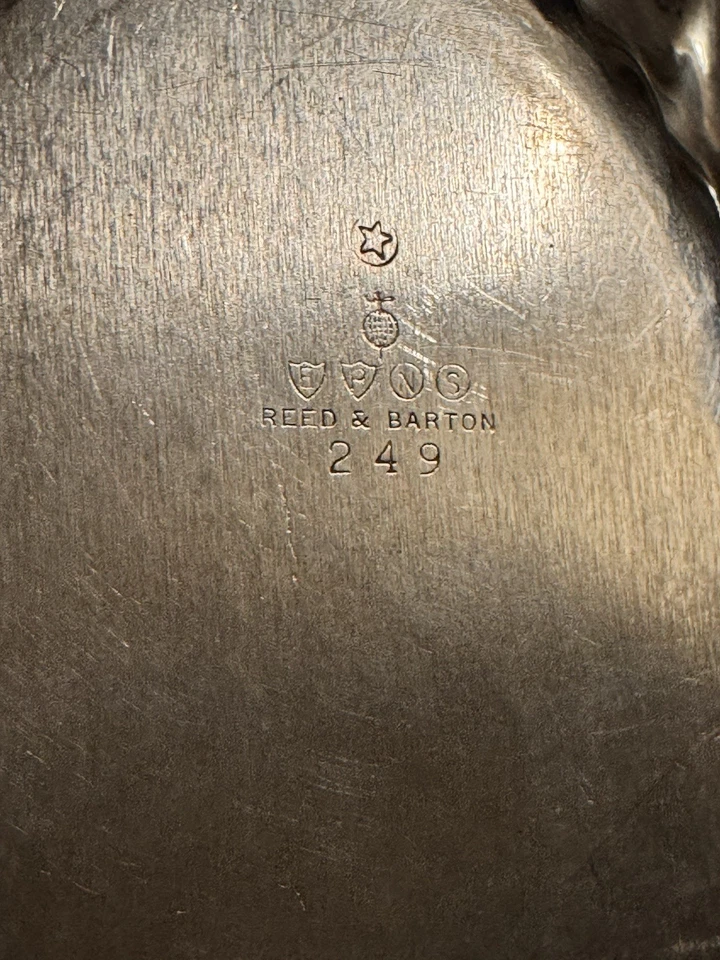 E P N S
REED & BARTON
249